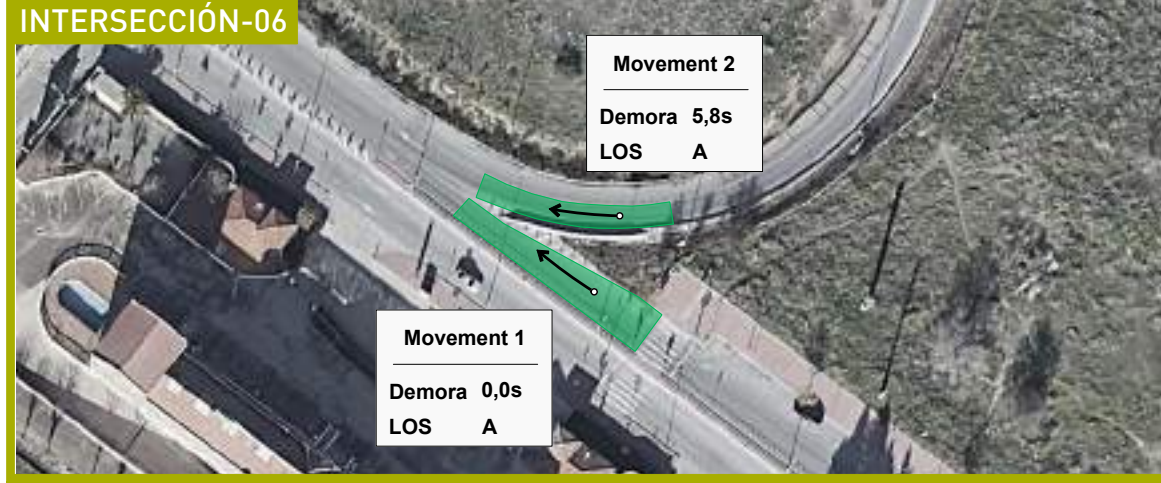 INTERSECCIÓN-06
Movement 2
Demora 5,8s
LOS A
Movement 1
Demora 0,0s
LOS A